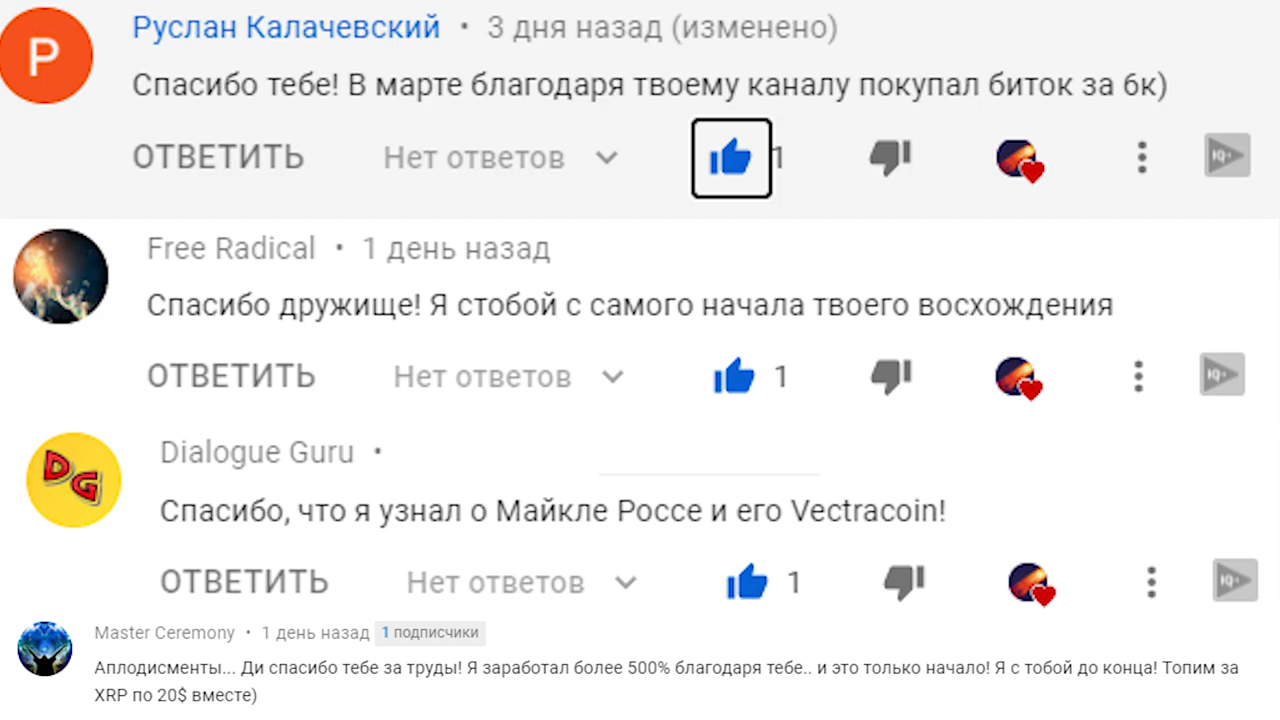 Р
Руслан Калачевский • 3 дня назад (изменено)
Спасибо тебе! В марте благодаря твоему каналу покупал биток за 6к)
ОТВЕТИТЬ Нет ответов 1 IQ+
Free Radical • 1 день назад
Спасибо дружище! Я стобой с самого начала твоего восхождения
ОТВЕТИТЬ Нет ответов 1 IQ+
DG
Dialogue Guru •
Спасибо, что я узнал о Майкле Россе и его Vectracoin!
ОТВЕТИТЬ Нет ответов 1 IQ+
Master Ceremony • 1 день назад 1 подписчики
Аплодисменты... Ди спасибо тебе за труды! Я заработал более 500% благодаря тебе.. и это только начало! Я с тобой до конца! Топим за
XRP по 20$ вместе)